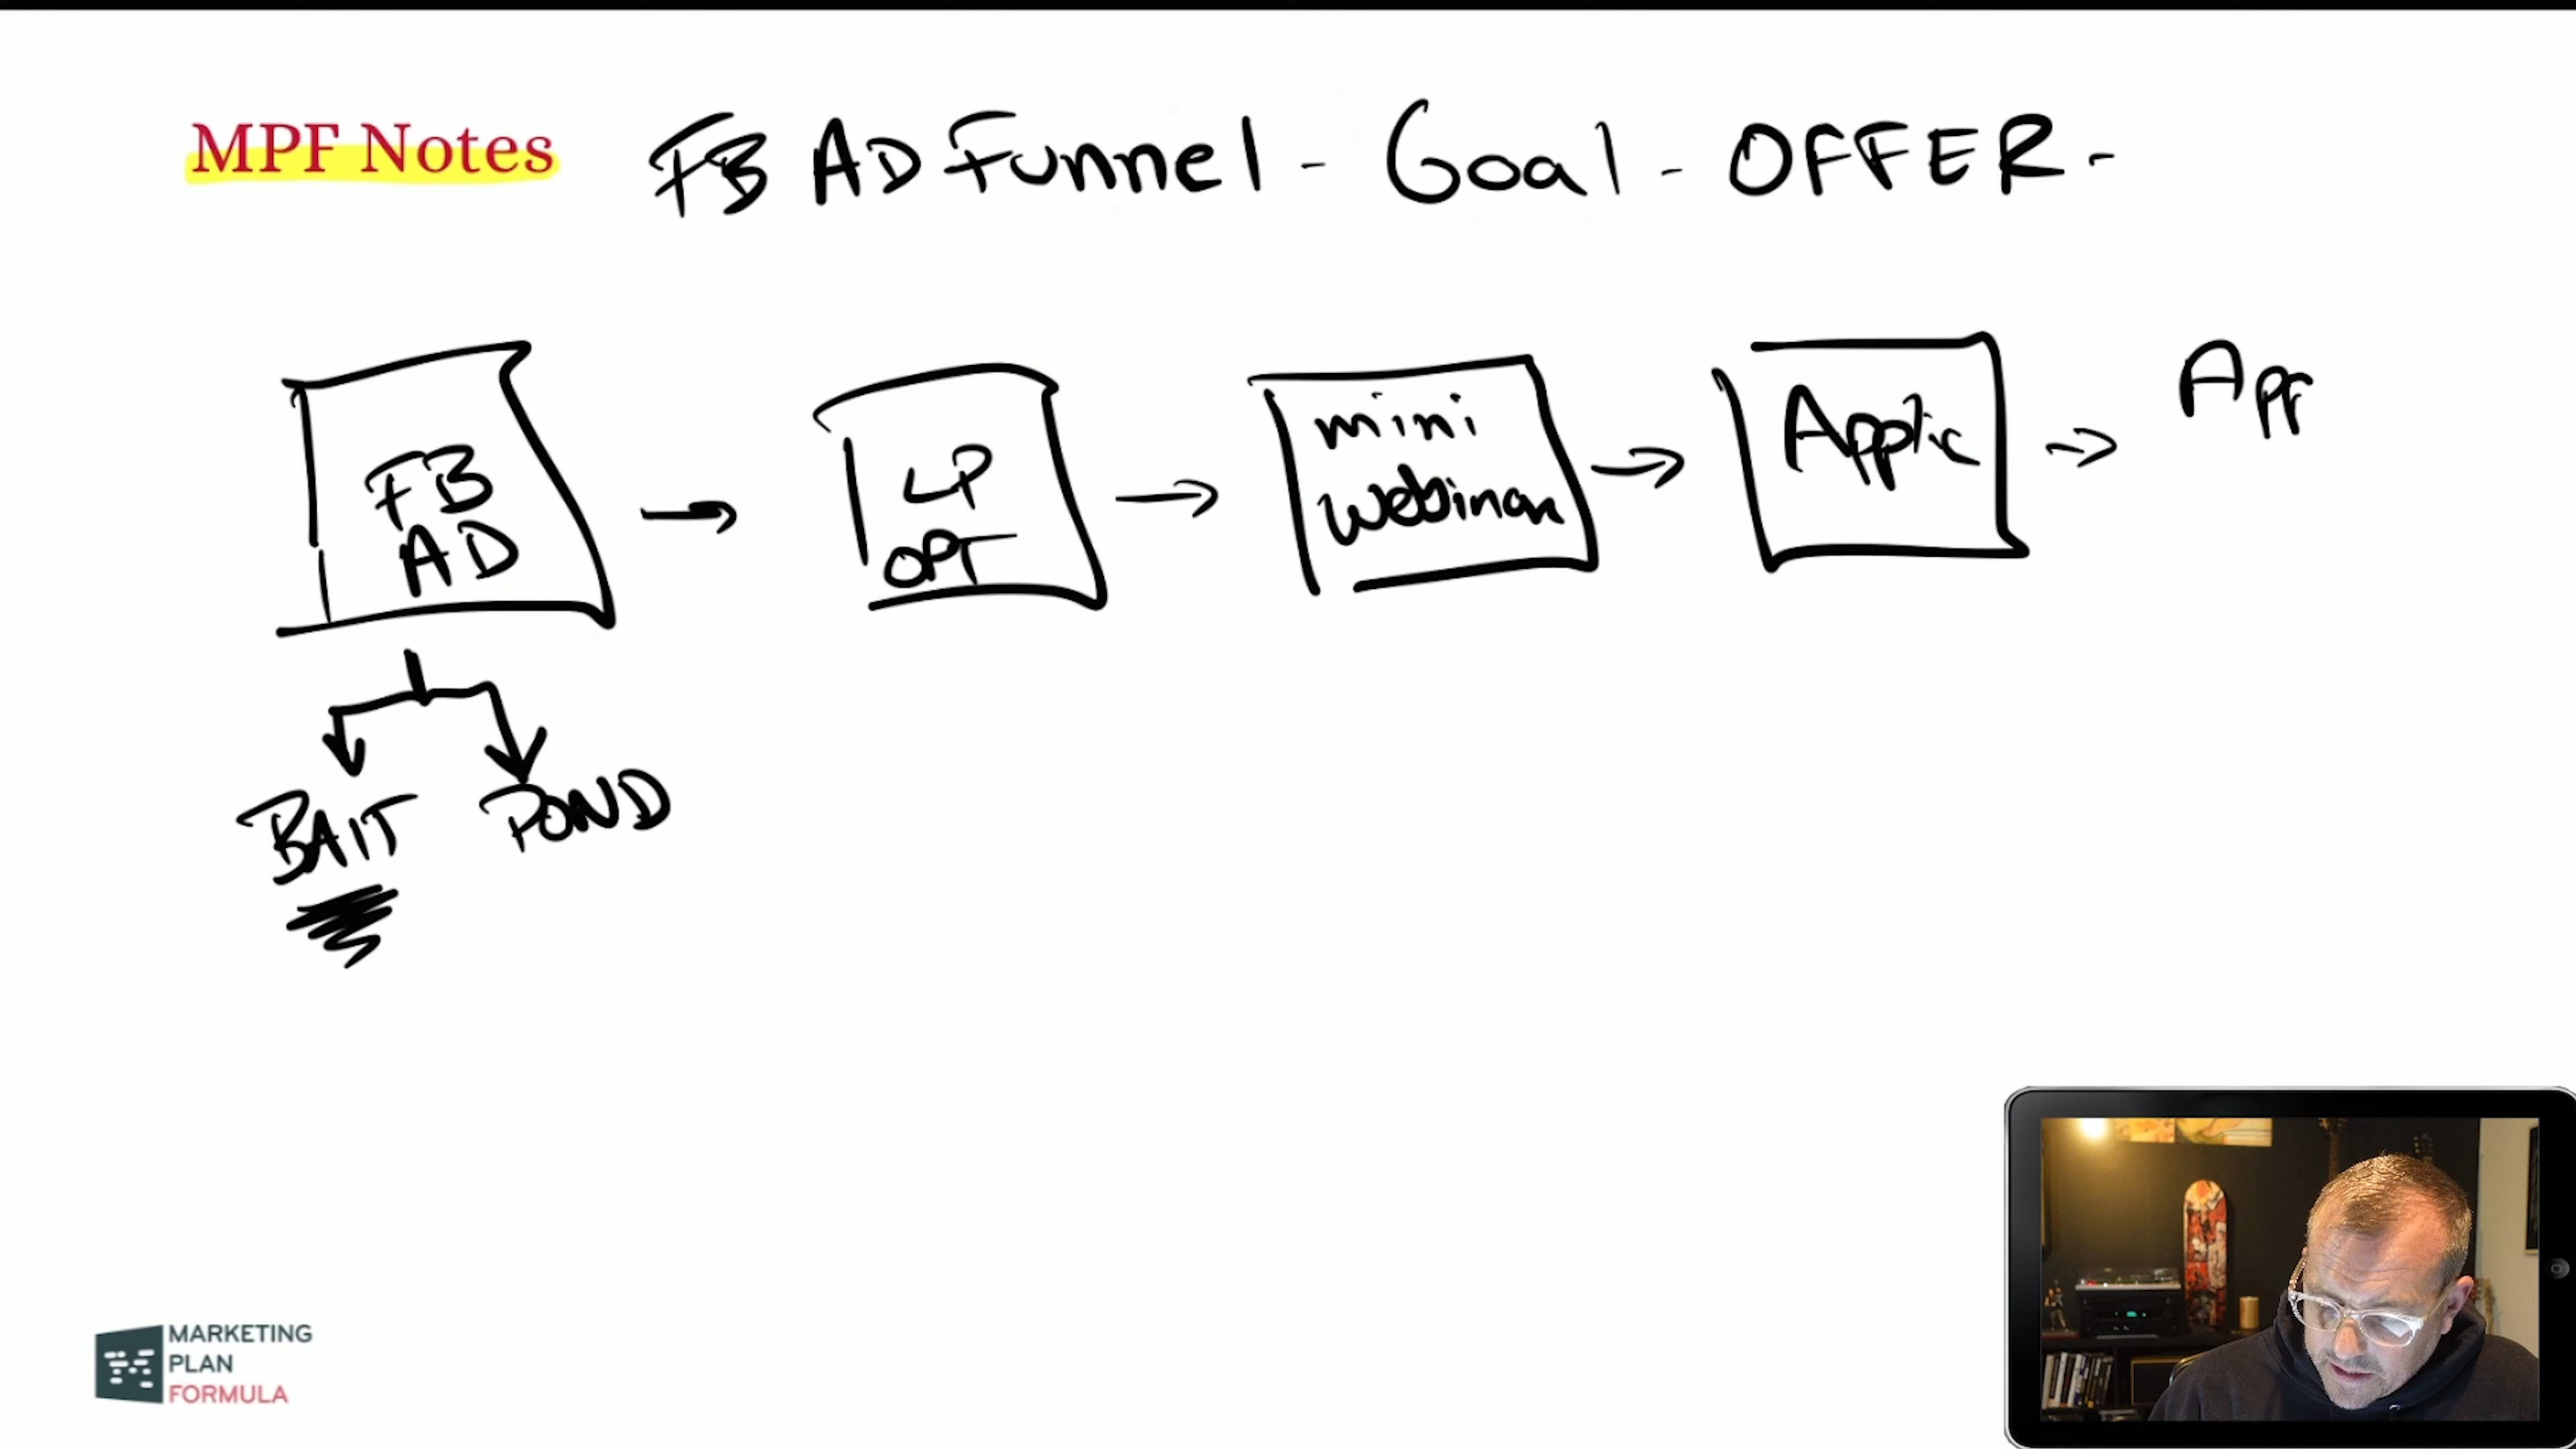 MPF Notes FB AD Funnel - Goal - OFFER -
FB
AD
LP
OPT
mini
webinar
Applic
App
BAIT POND
MARKETING
PLAN
FORMULA